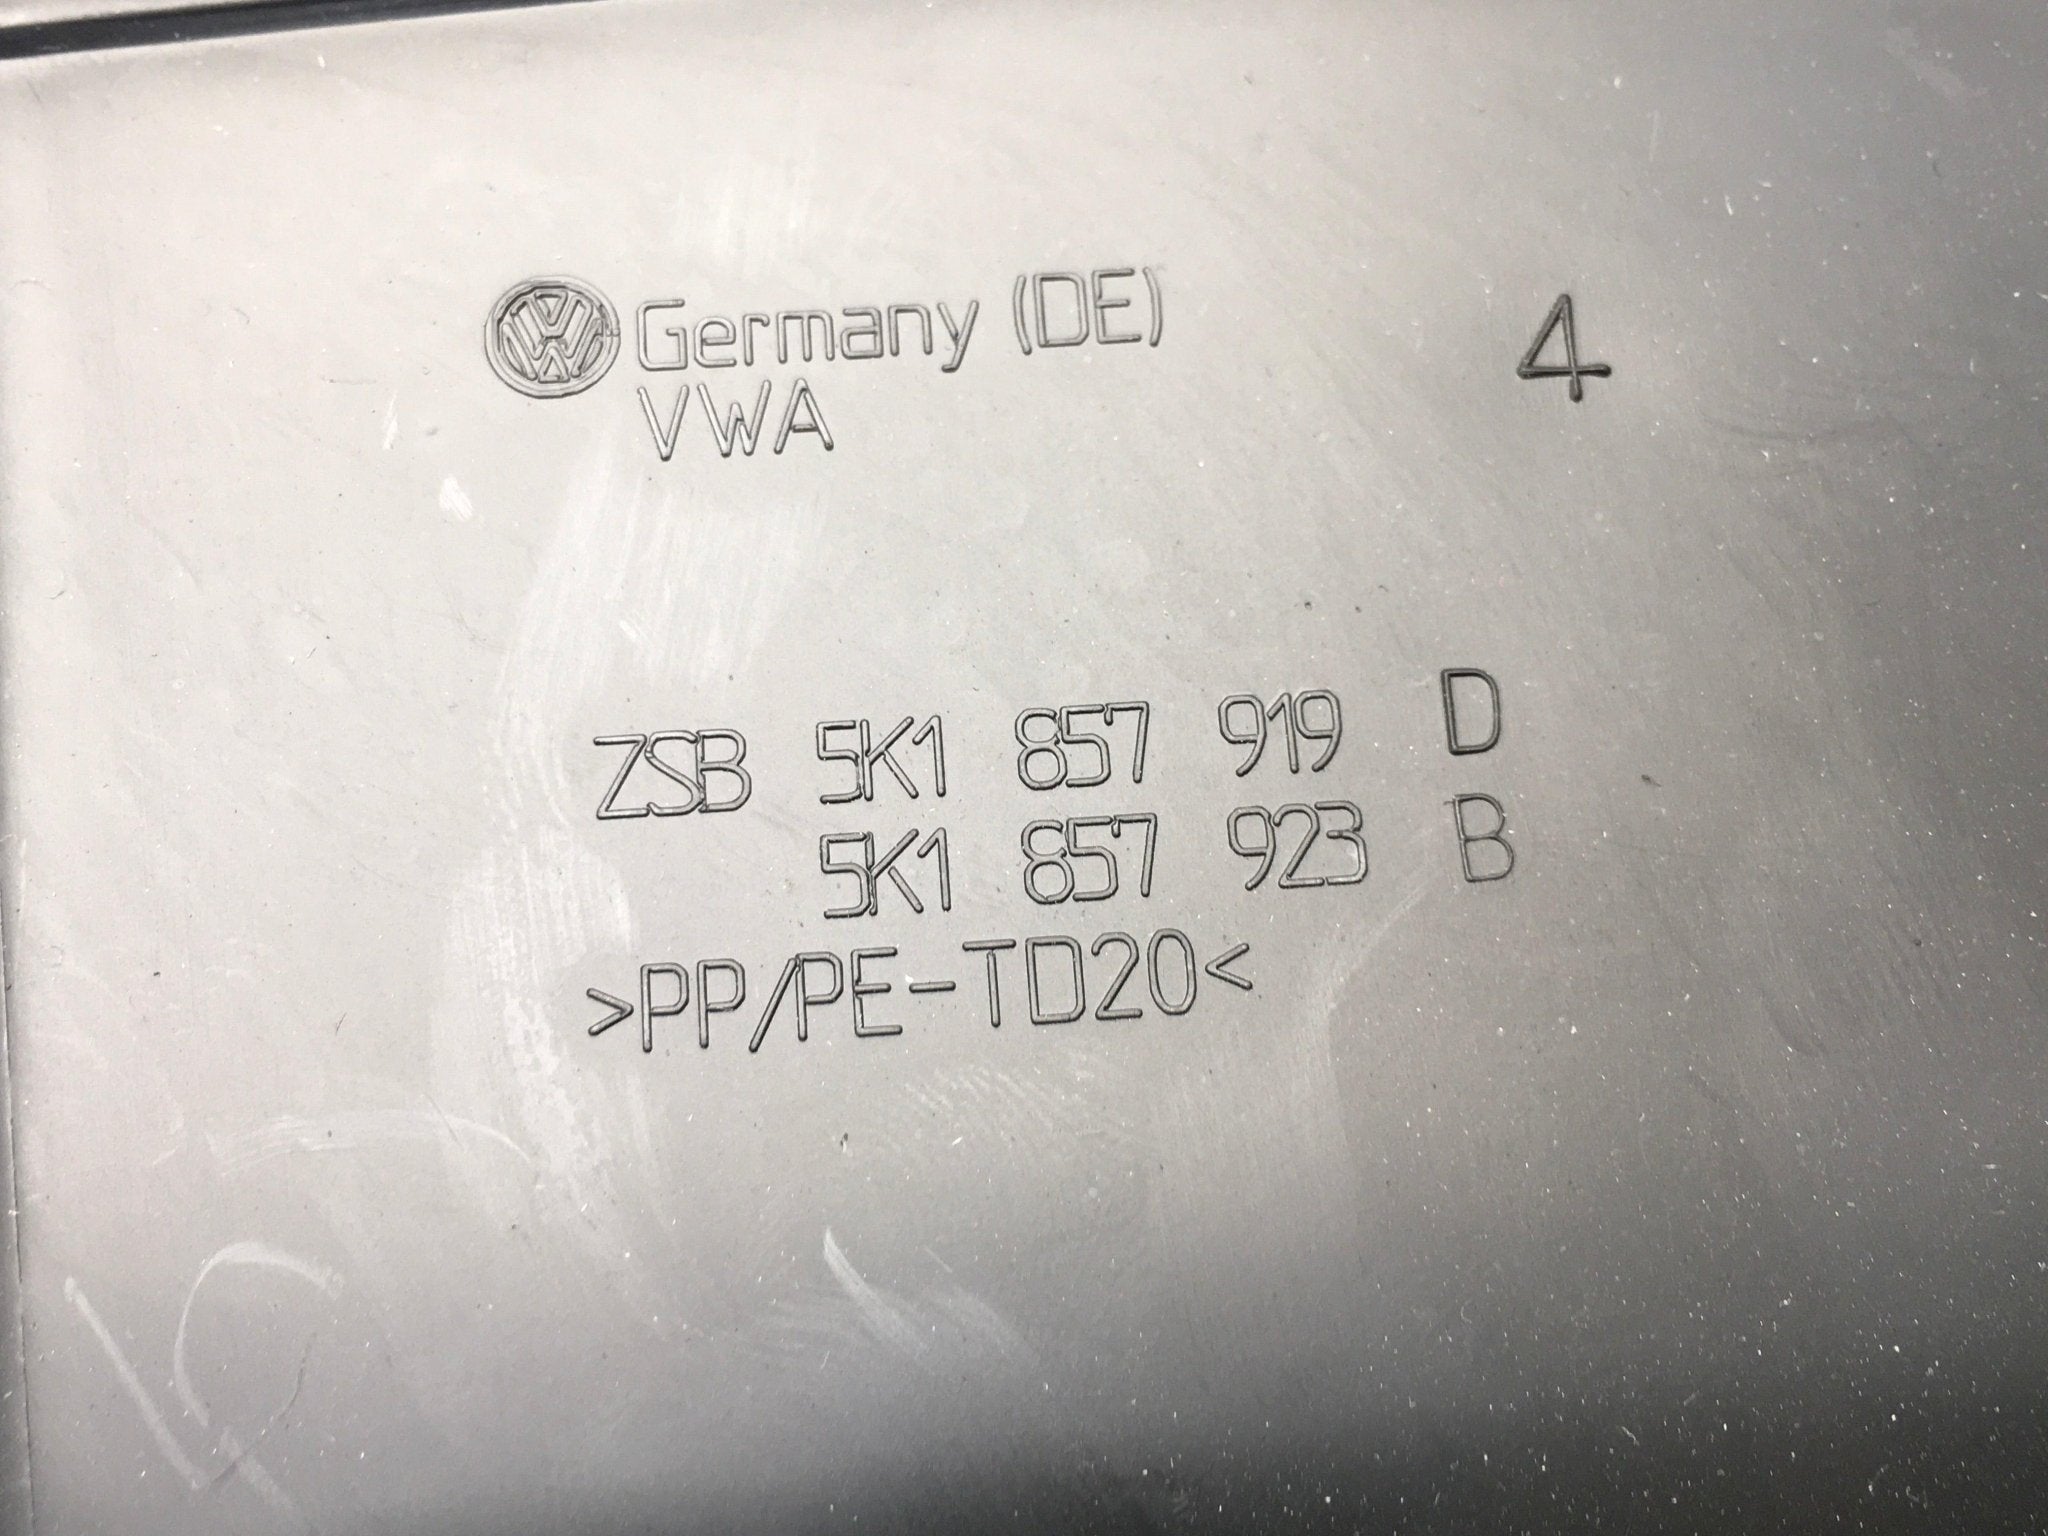 Germany (DE)
VWA
4
ZSB 5K1 857 919 D
5K1 857 923 B
>PP/PE-TD20<